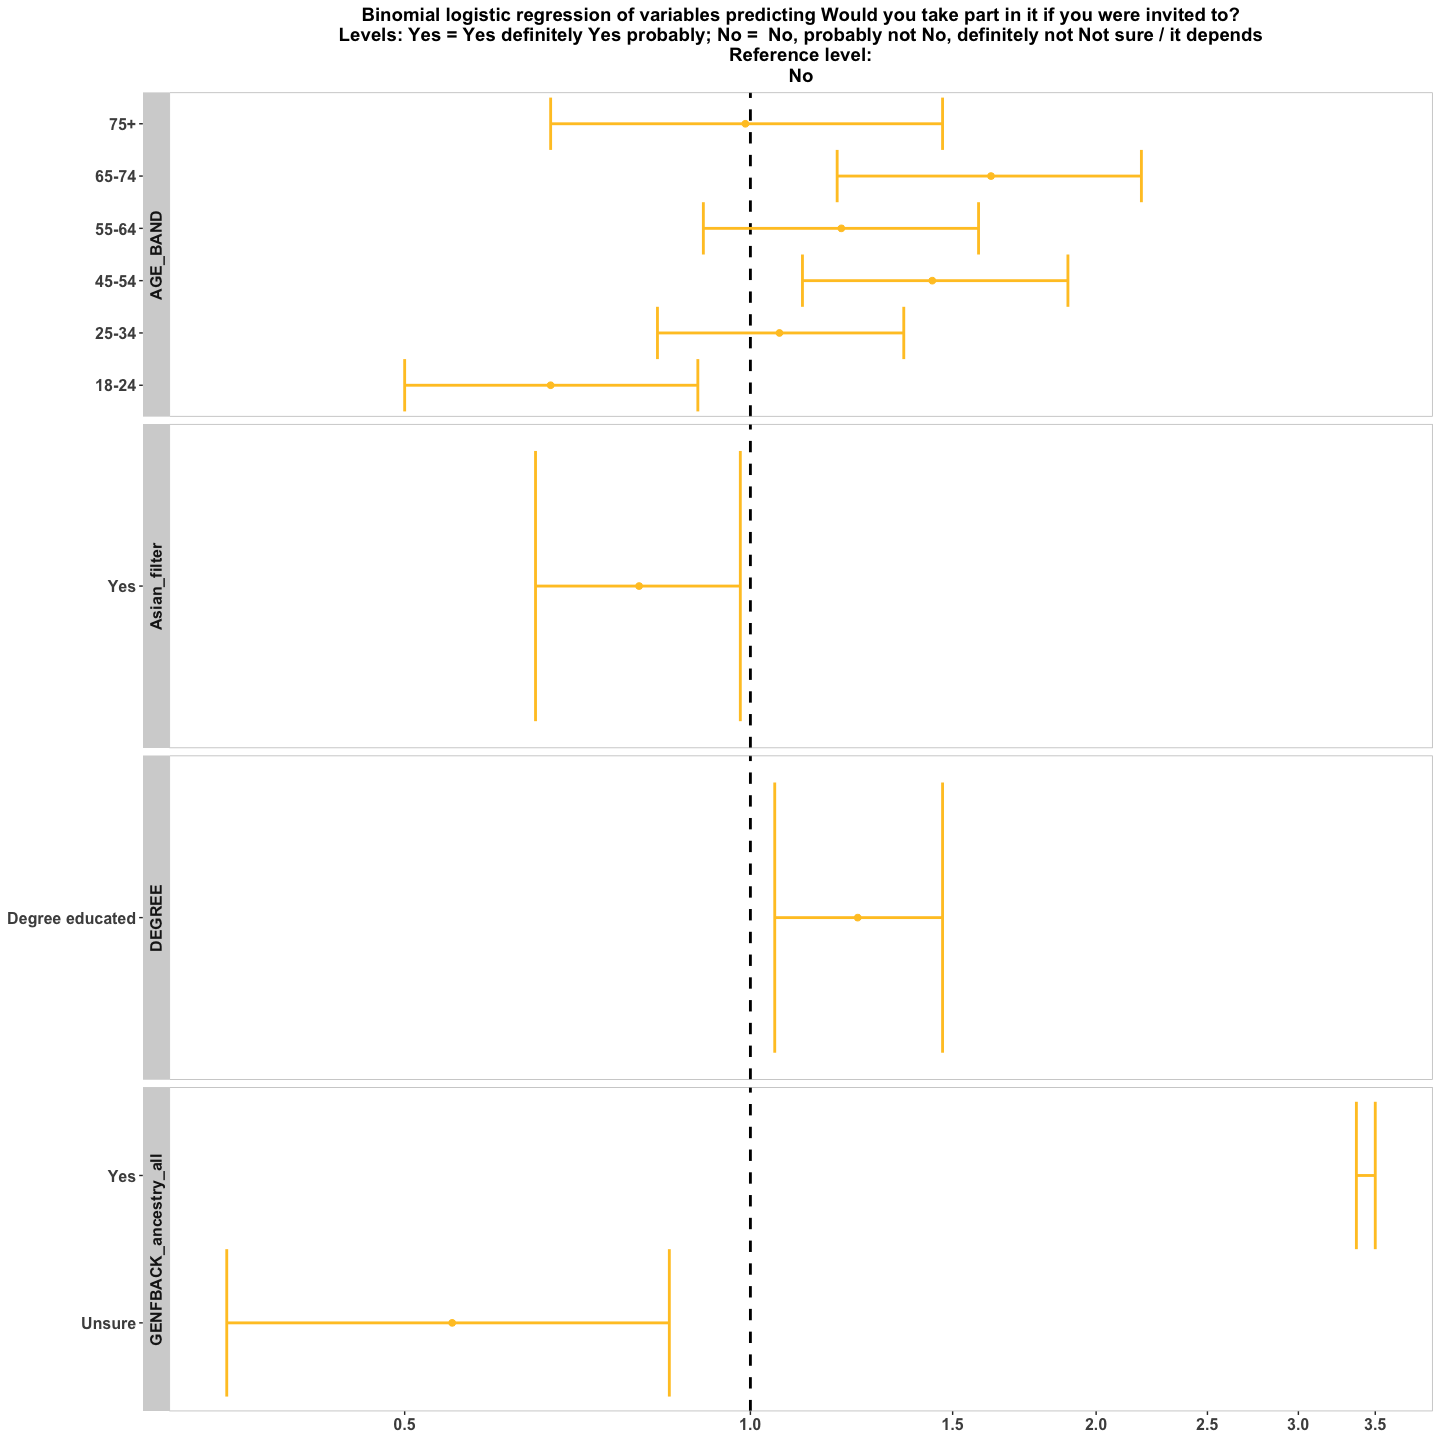 Binomial logistic regression of variables predicting Would you take part in it if you were invited to?
Levels: Yes = Yes definitely Yes probably; No =  No, probably not No, definitely not Not sure / it depends
Reference level:
No
AGE_BAND
75+
65-74
55-64
45-54
25-34
18-24
Asian_filter
Yes
DEGREE
Degree educated
GENFBACK_ancestry_all
Yes
Unsure
0.5 1.0 1.5 2.0 2.5 3.0 3.5